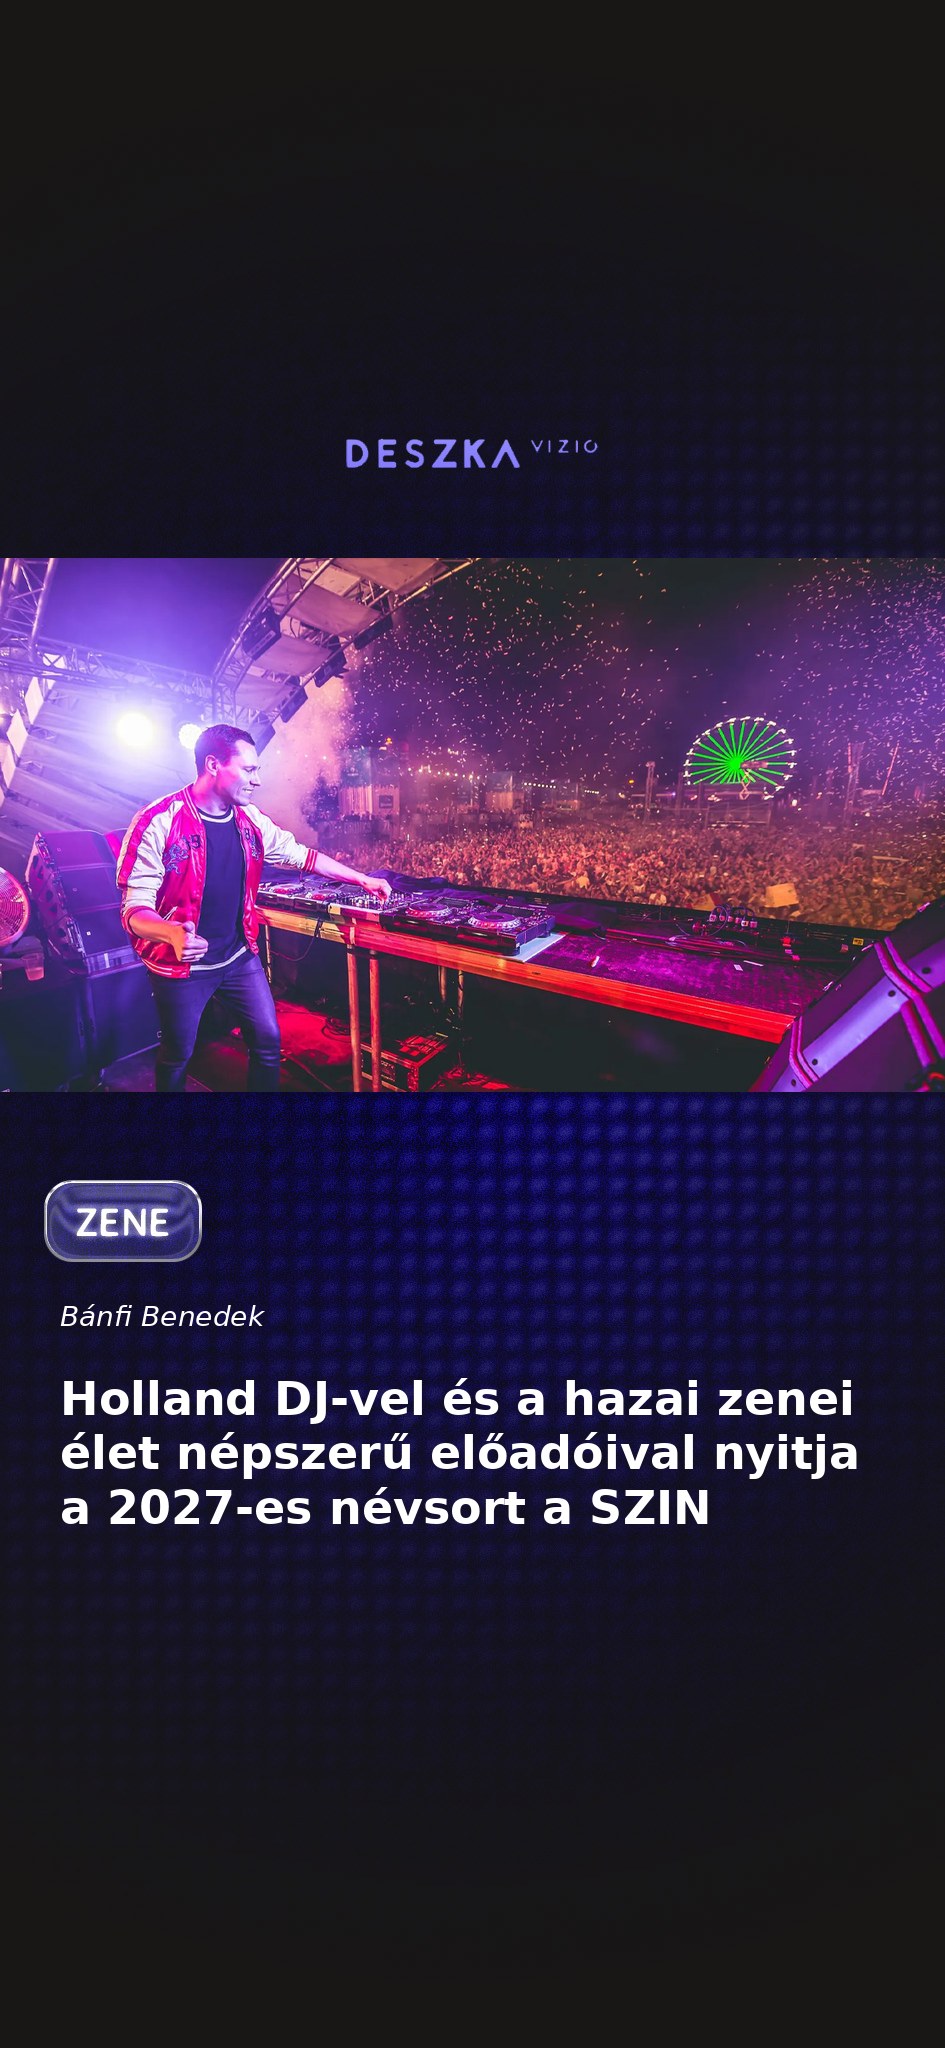 DESZKA VIZIO
ZENE
Bánfi Benedek
Holland DJ-vel és a hazai zenei
élet népszerű előadóival nyitja
a 2027-es névsort a SZIN